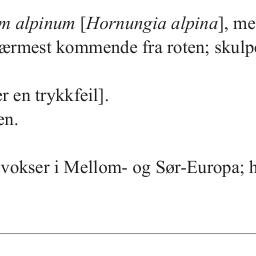 alpinum [Hornungia alpina], me
ærmest kommende fra roten; skulp
er en trykkfeil].
en.
vokser i Mellom- og Sør-Europa; h